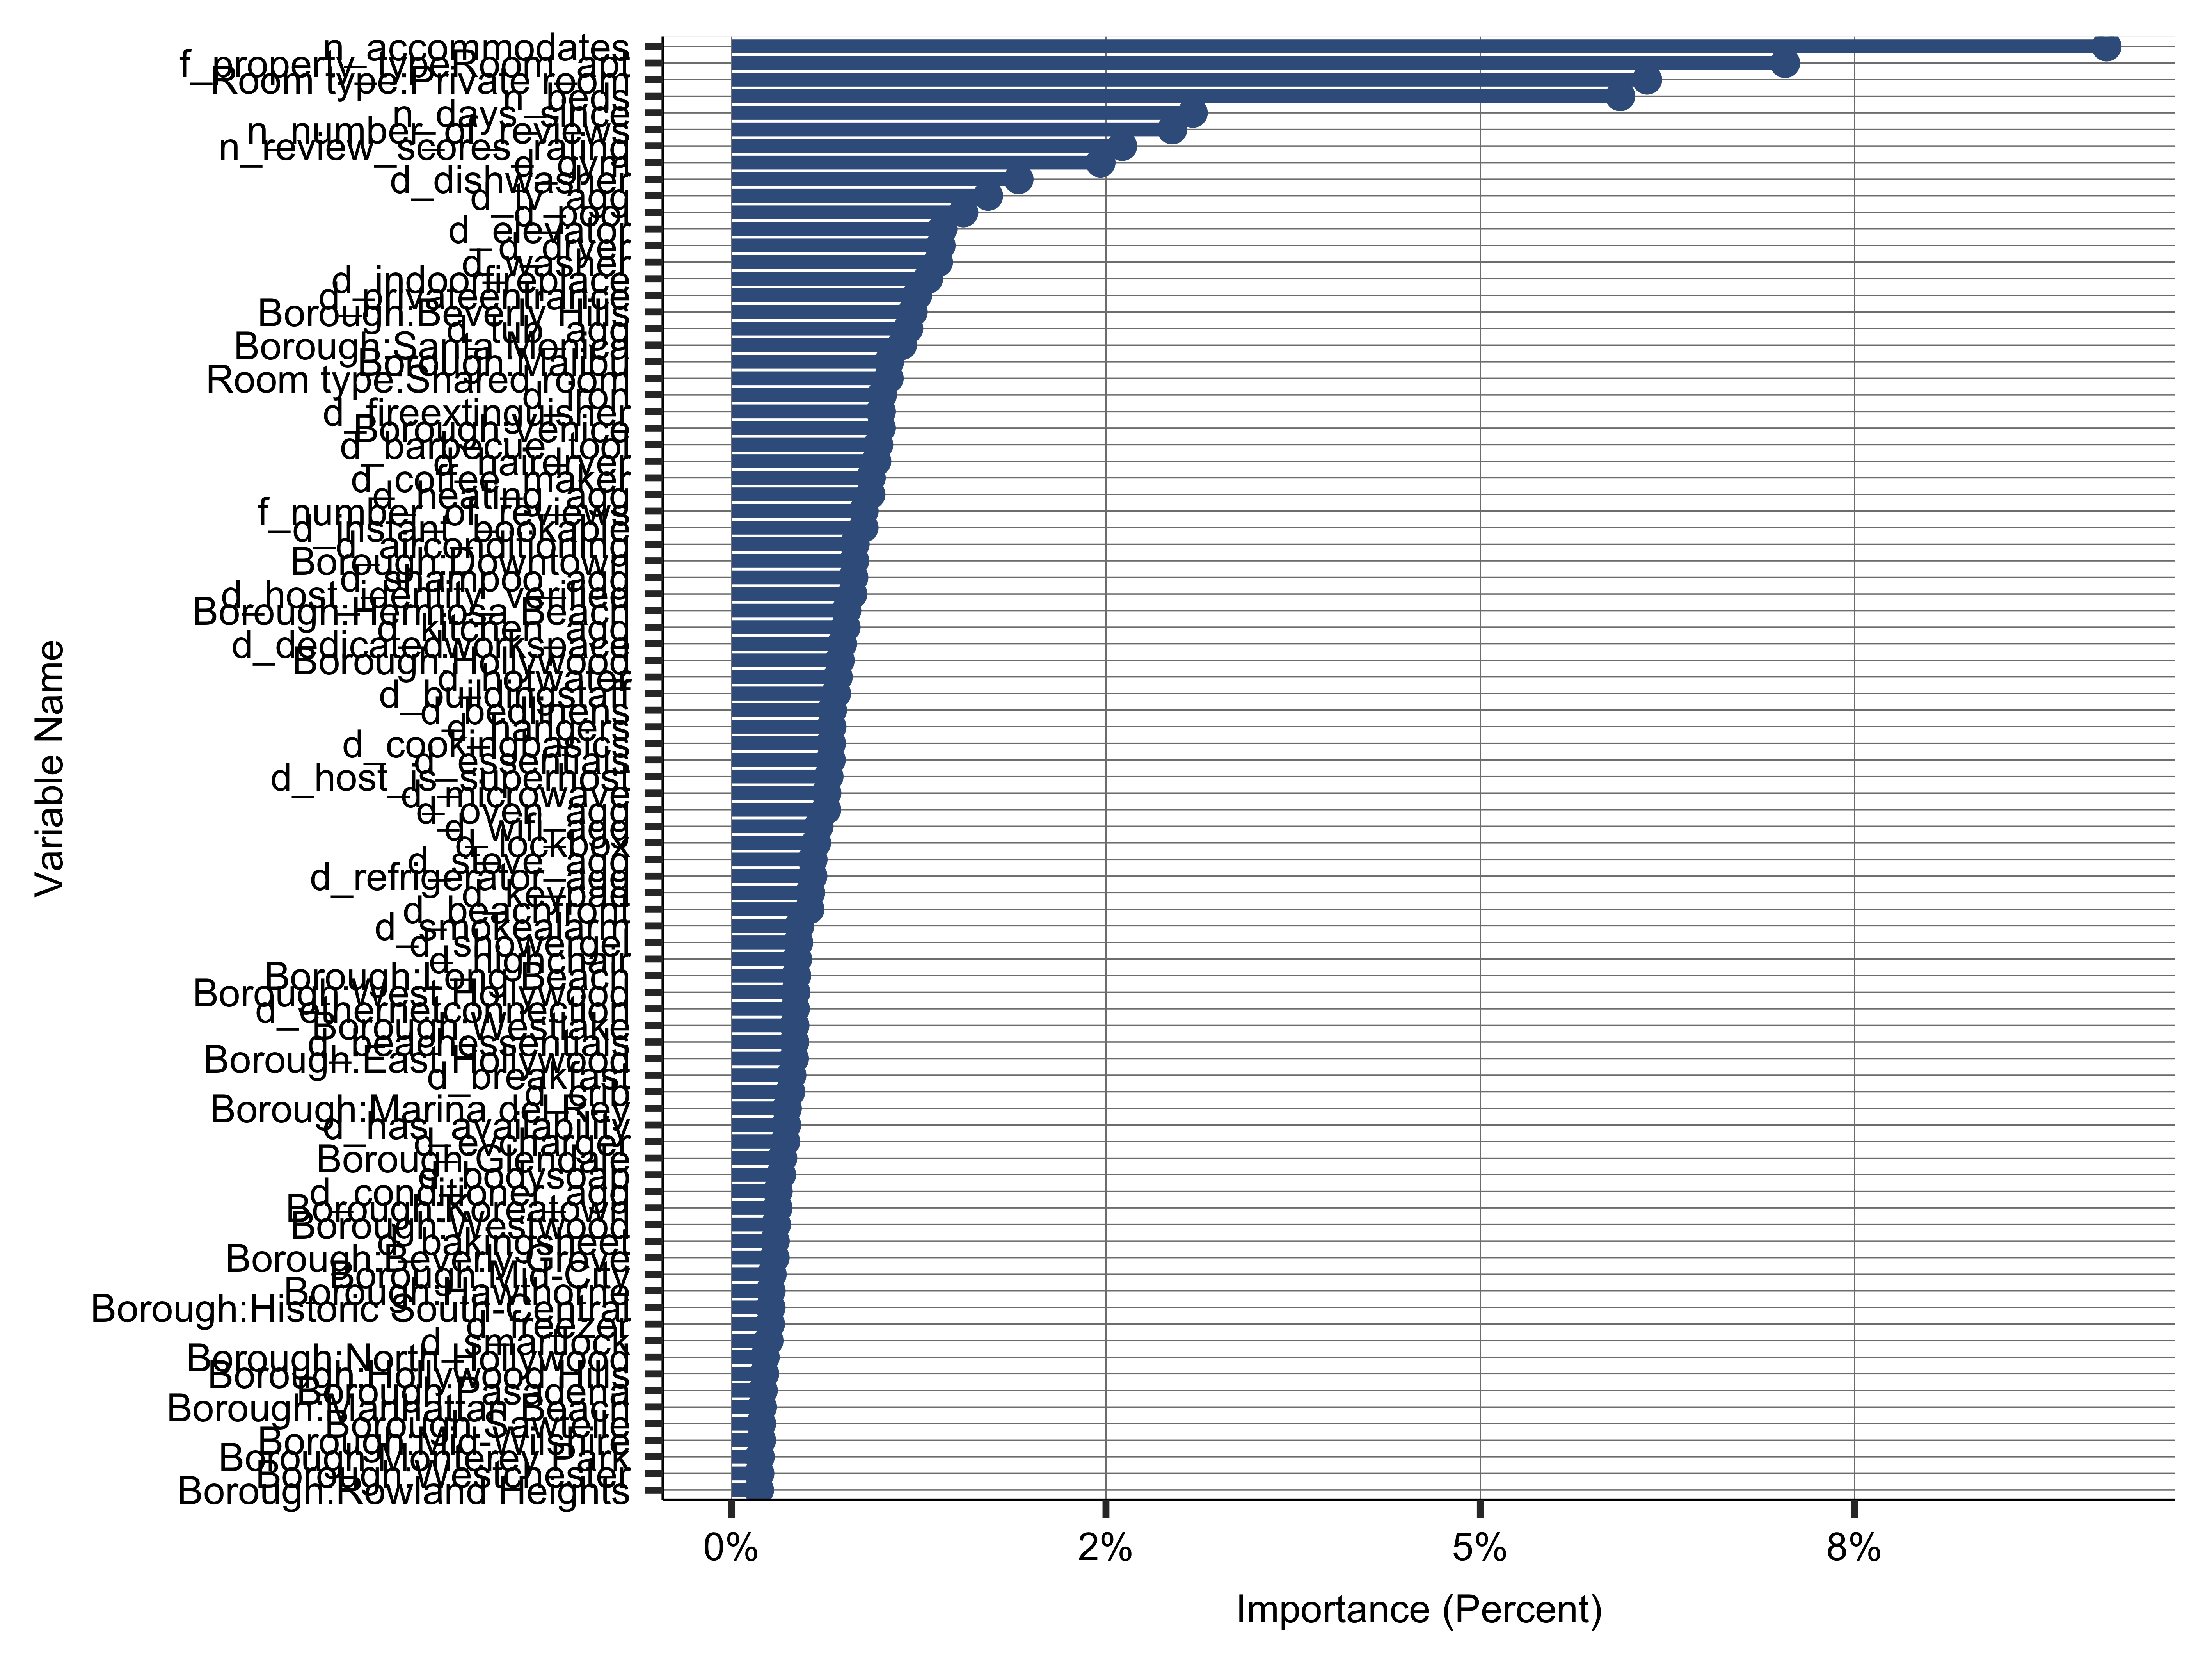 n_accommodates
f_property_typeRoom_apt
Room type:Private room
n_beds
n_days_since
n_number_of_reviews
n_review_scores_rating
d_gym
d_dishwasher
d_tv_agg
d_pool
d_elevator
d_dryer
d_washer
d_indoorfireplace
d_privateentrance
Borough:Beverly Hills
d_tub_agg
Borough:Santa Monica
Borough:Malibu
Room type:Shared room
d_iron
d_fireextinguisher
Borough:Venice
d_barbecue_tool
d_hairdryer
d_coffee_maker
d_heating_agg
f_number_of_reviews
d_instant_bookable
d_airconditioning
Borough:Downtown
d_shampoo_agg
d_host_identity_verified
Borough:Hermosa Beach
d_kitchen_agg
d_dedicatedworkspace
Borough:Hollywood
d_hotwater
d_buildingstaff
d_bedlinens
d_hangers
d_cookingbasics
d_essentials
d_host_is_superhost
d_microwave
d_oven_agg
d_wifi_agg
d_lockbox
d_stove_agg
d_refrigerator_agg
d_keypad
d_beachfront
d_smokealarm
d_showergel
d_highchair
Borough:Long Beach
Borough:West Hollywood
d_ethernetconnection
Borough:Westlake
d_beachessentials
Borough:East Hollywood
d_breakfast
d_crib
Borough:Marina del Rey
d_has_availability
d_evcharger
Borough:Glendale
d_bodysoap
d_conditioner_agg
Borough:Koreatown
Borough:Westwood
d_bakingsheet
Borough:Beverly Grove
Borough:Mid-City
Borough:Hawthorne
Borough:Historic South-Central
d_freezer
d_smartlock
Borough:North Hollywood
Borough:Hollywood Hills
Borough:Pasadena
Borough:Manhattan Beach
Borough:Sawtelle
Borough:Mid-Wilshire
Borough:Monterey Park
Borough:Westchester
Borough:Rowland Heights
Variable Name
0% 2% 5% 8%
Importance (Percent)